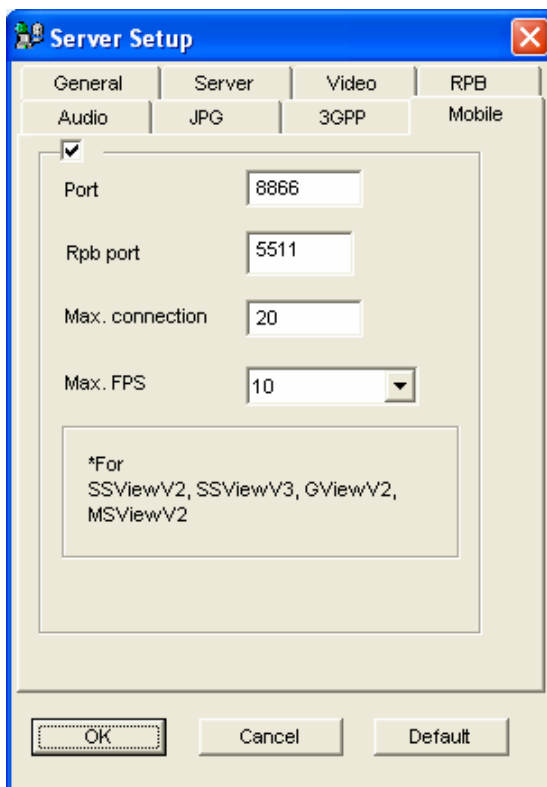 Server Setup
General Server Video RPB
Audio JPG 3GPP Mobile
Port 8866
Rpb port 5511
Max. connection 20
Max. FPS 10
*For
SSViewV2, SSViewV3, GViewV2,
MSViewV2
OK Cancel Default